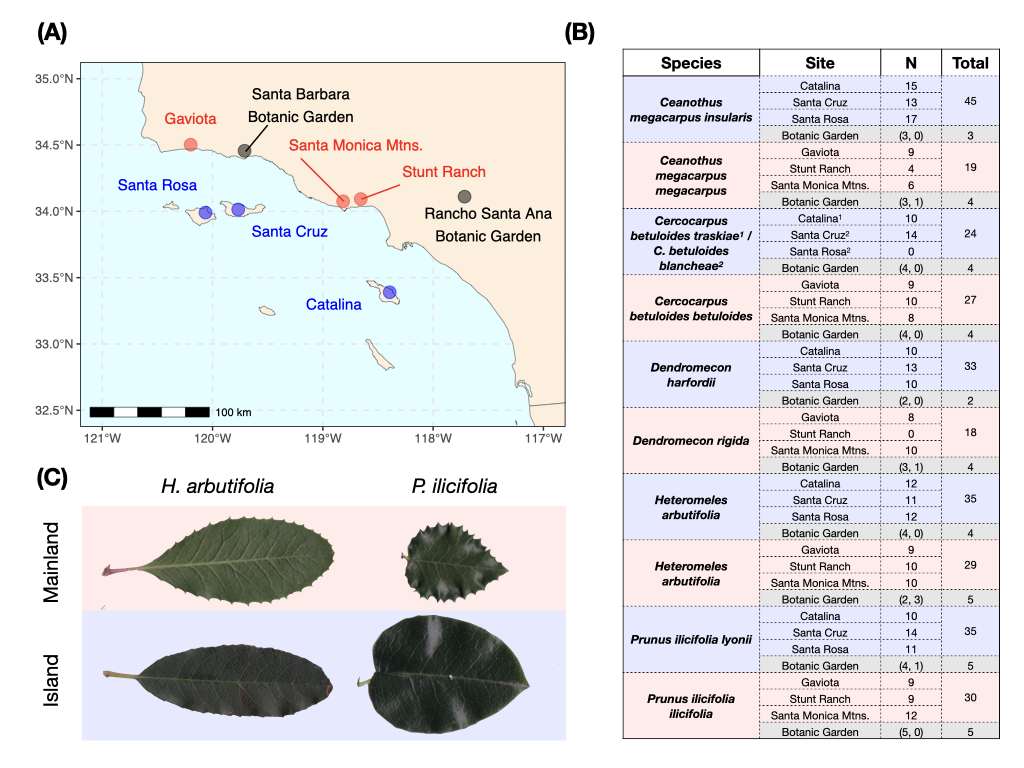 (A)
35.0°N
34.5°N
34.0°N
33.5°N
33.0°N
32.5°N
121°W
120°W
119°W
118°W
117°W
Santa Barbara
Botanic Garden
Gaviota
Santa Monica Mtns.
Stunt Ranch
Santa Rosa
Santa Cruz
Rancho Santa Ana
Botanic Garden
Catalina
100 km
(B)
Species Site N Total
Ceanothus
megacarpus insularis
Catalina 15
Santa Cruz 13
Santa Rosa 17
45
Botanic Garden (3, 0) 3
Ceanothus
megacarpus
megacarpus
Gaviota 9
Stunt Ranch 4
Santa Monica Mtns. 6
19
Botanic Garden (3, 1) 4
Cercocarpus
betuloides traskiae¹ /
C. betuloides
blancheae²
Catalina¹ 10
Santa Cruz² 14
Santa Rosa² 0
24
Botanic Garden (4, 0) 4
Cercocarpus
betuloides betuloides
Gaviota 9
Stunt Ranch 10
Santa Monica Mtns. 8
27
Botanic Garden (4, 0) 4
Dendromecon
harfordii
Catalina 10
Santa Cruz 13
Santa Rosa 10
33
Botanic Garden (2, 0) 2
Dendromecon rigida
Gaviota 8
Stunt Ranch 0
Santa Monica Mtns. 10
18
Botanic Garden (3, 1) 4
Heteromeles
arbutifolia
Catalina 12
Santa Cruz 11
Santa Rosa 12
35
Botanic Garden (4, 0) 4
Heteromeles
arbutifolia
Gaviota 9
Stunt Ranch 10
Santa Monica Mtns. 10
29
Botanic Garden (2, 3) 5
Prunus ilicifolia lyonii
Catalina 10
Santa Cruz 14
Santa Rosa 11
35
Botanic Garden (4, 1) 5
Prunus ilicifolia
ilicifolia
Gaviota 9
Stunt Ranch 9
Santa Monica Mtns. 12
30
Botanic Garden (5, 0) 5
(C)
H. arbutifolia
P. ilicifolia
Mainland
Island